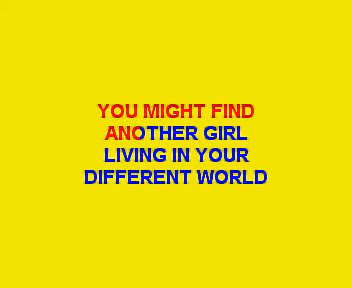 YOU MIGHT FIND
ANOTHER GIRL
LIVING IN YOUR
DIFFERENT WORLD